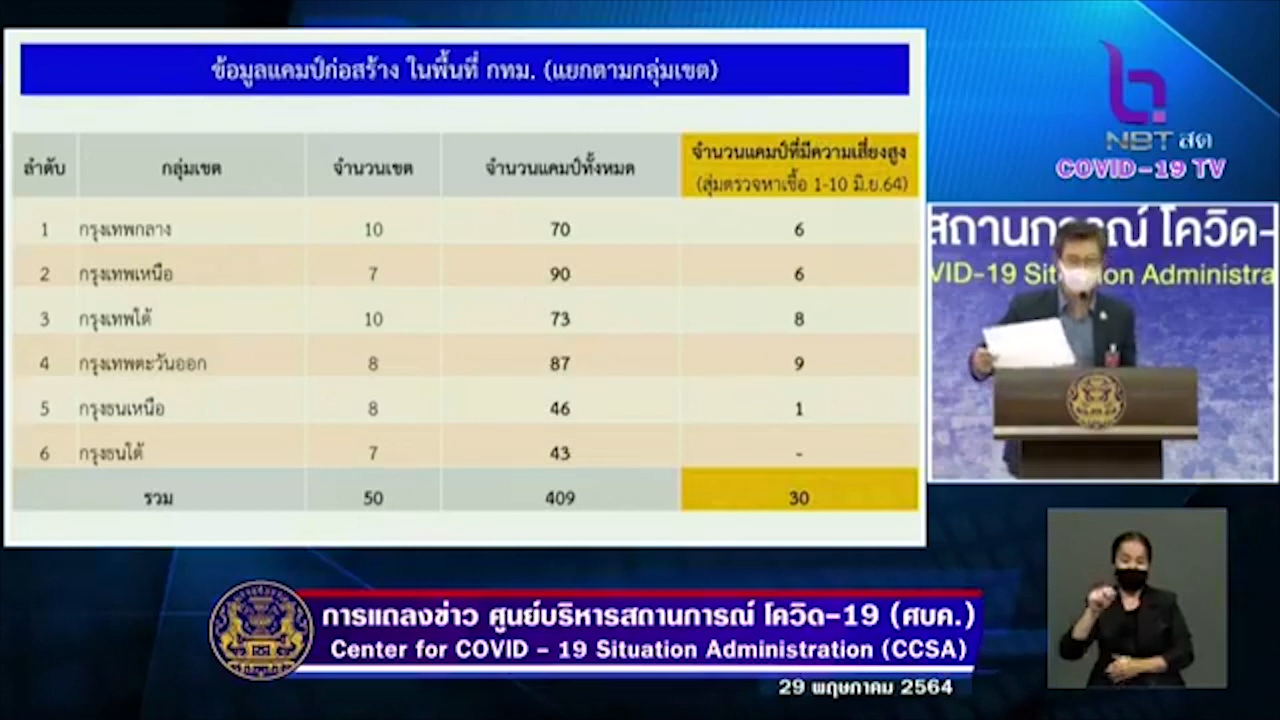 ข้อมูลแคมป์ก่อสร้าง ในพื้นที่ กทม. (แยกตามกลุ่มเขต)
ลำดับ กลุ่มเขต จำนวนเขต จำนวนแคมป์ทั้งหมด จำนวนแคมป์ที่มีความเสี่ยงสูง
(สุ่มตรวจหาเชื้อ 1-10 มิ.ย.64)
1 กรุงเทพกลาง 10 70 6
2 กรุงเทพเหนือ 7 90 6
3 กรุงเทพใต้ 10 73 8
4 กรุงเทพตะวันออก 8 87 9
5 กรุงธนเหนือ 8 46 1
6 กรุงธนใต้ 7 43 -
รวม 50 409 30
NBT สด
COVID-19 TV
สถานการณ์ โควิด-
VID-19 Situation Administra
การแถลงข่าว ศูนย์บริหารสถานการณ์ โควิด-19 (ศบค.)
Center for COVID - 19 Situation Administration (CCSA)
29 พฤษภาคม 2564